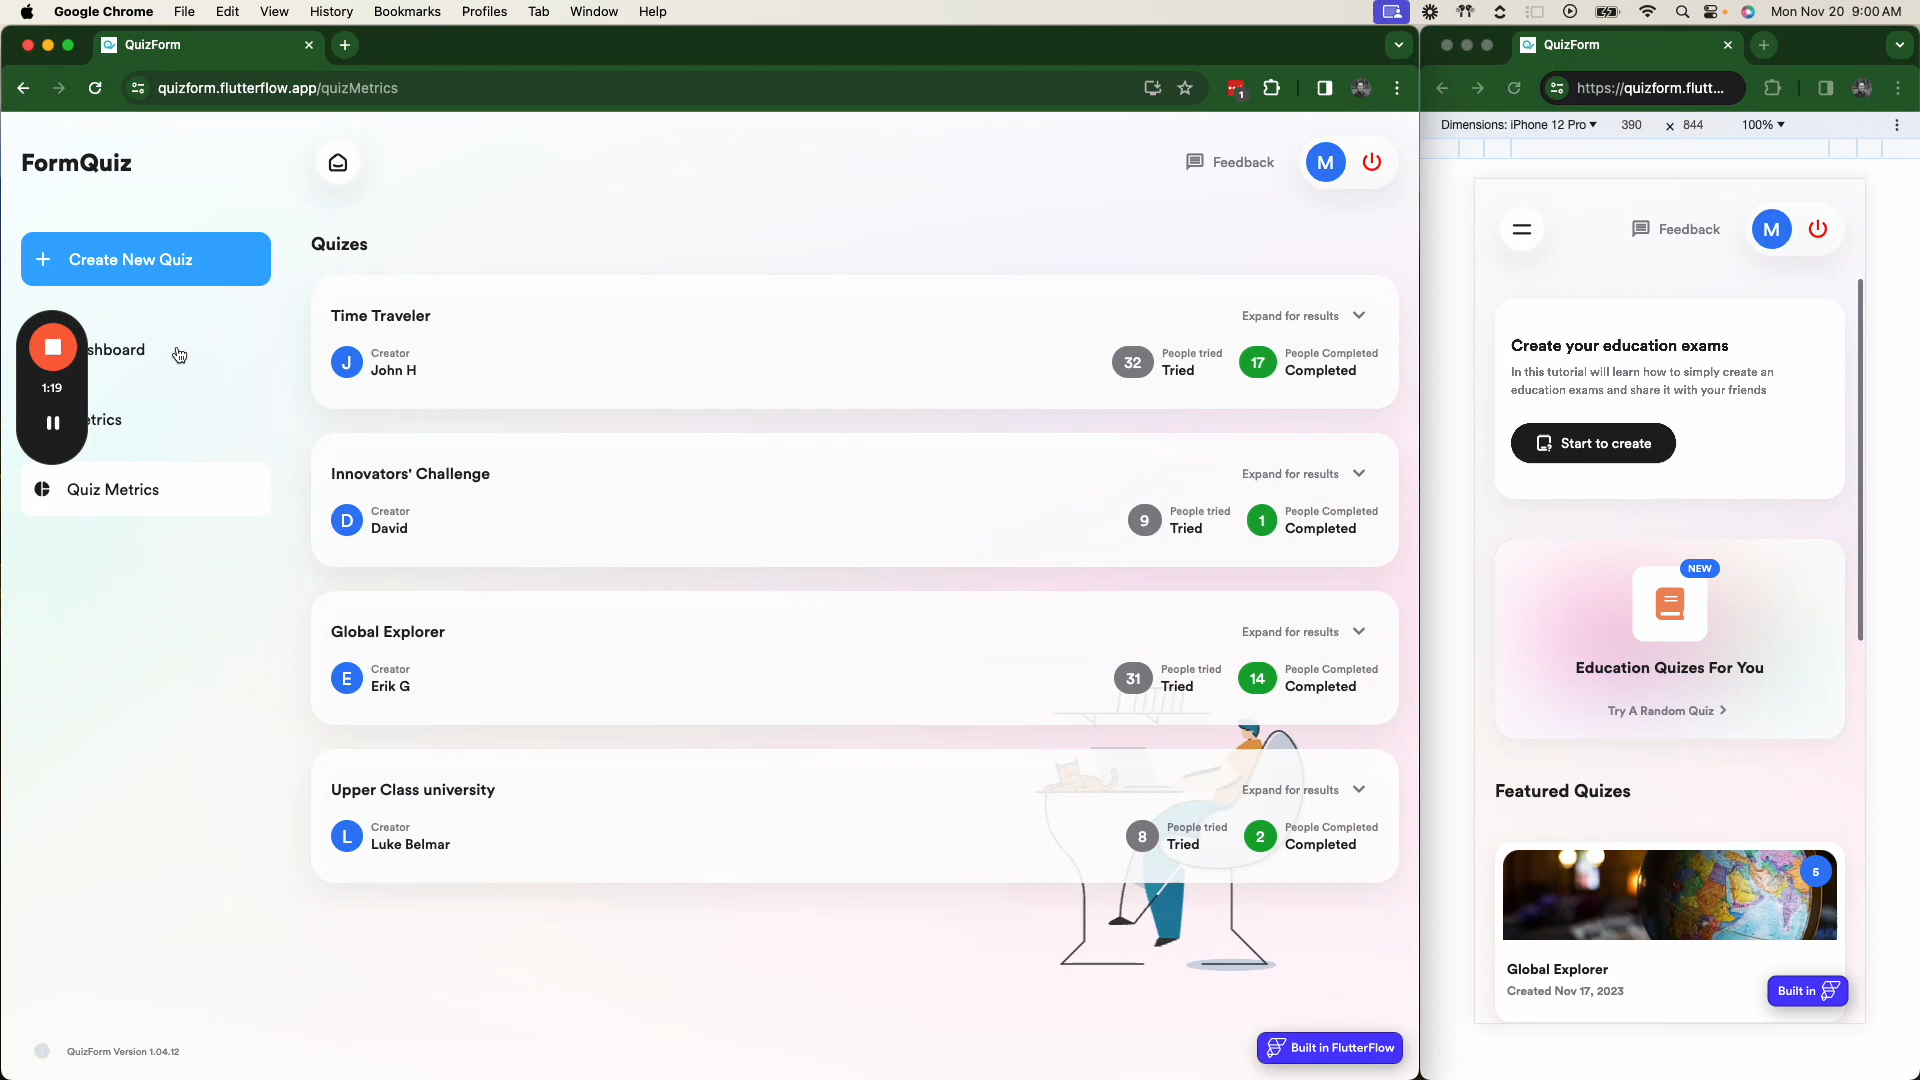 Google Chrome File Edit View History Bookmarks Profiles Tab Window Help
Mon Nov 20 9:00 AM
QuizForm
quizform.flutterflow.app/quizMetrics
1
FormQuiz
Feedback
M
Create New Quiz
shboard
1:19
etrics
Quiz Metrics
Quizes
Time Traveler
Expand for results
J
Creator
John H
32
People tried
Tried
17
People Completed
Completed
Innovators' Challenge
Expand for results
D
Creator
David
9
People tried
Tried
1
People Completed
Completed
Global Explorer
Expand for results
E
Creator
Erik G
31
People tried
Tried
14
People Completed
Completed
Upper Class university
Expand for results
L
Creator
Luke Belmar
8
People tried
Tried
2
People Completed
Completed
QuizForm Version 1.04.12
Built in FlutterFlow
QuizForm
https://quizform.flutt...
Dimensions: iPhone 12 Pro 390 x 844 100%
Feedback
M
Create your education exams
In this tutorial will learn how to simply create an
education exams and share it with your friends
Start to create
NEW
Education Quizes For You
Try A Random Quiz
Featured Quizes
5
Global Explorer
Created Nov 17, 2023
Built in